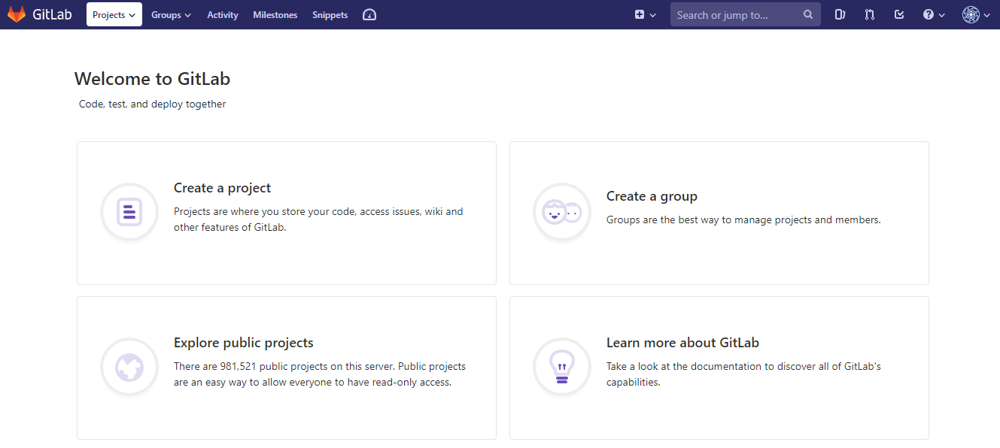 GitLab Projects Groups Activity Milestones Snippets Search or jump to...
Welcome to GitLab
Code, test, and deploy together
Create a project
Projects are where you store your code, access issues, wiki and
other features of GitLab.
Create a group
Groups are the best way to manage projects and members.
Explore public projects
There are 981,521 public projects on this server. Public projects
are an easy way to allow everyone to have read-only access.
Learn more about GitLab
Take a look at the documentation to discover all of GitLab's
capabilities.